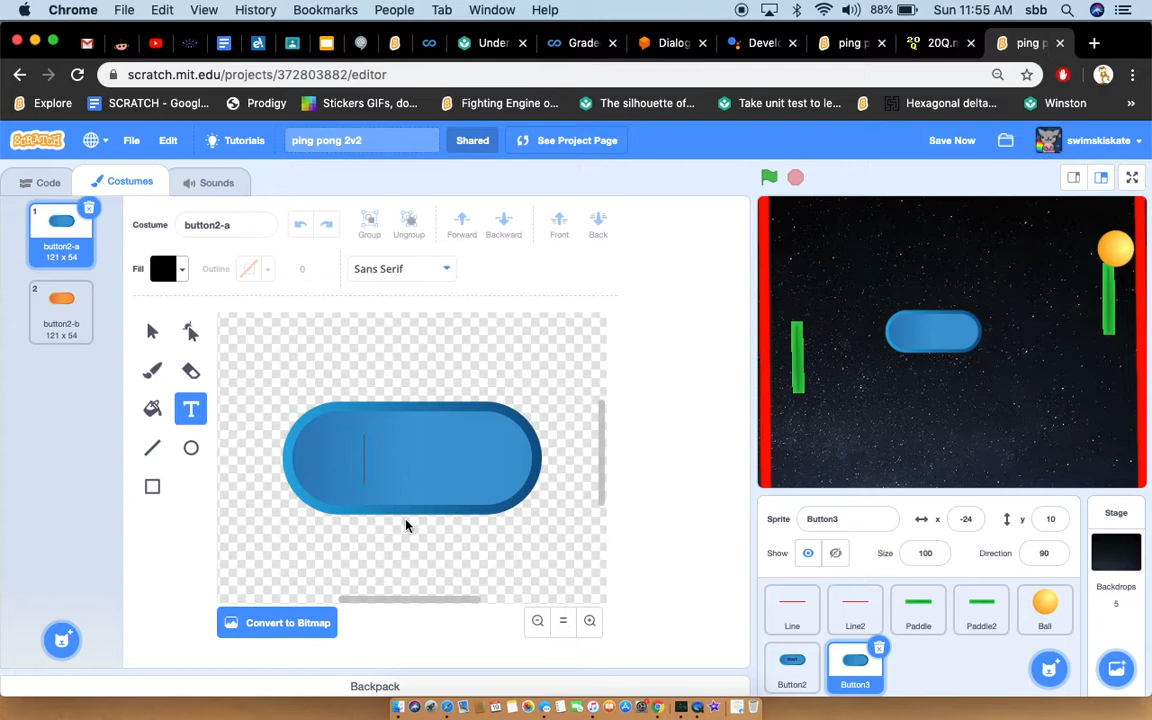 Chrome File Edit View History Bookmarks People Tab Window Help 88% Sun 11:55 AM sbb
Under Grade Dialog Devel ping p 20Q.n ping p
scratch.mit.edu/projects/372803882/editor
Explore SCRATCH - Googl... Prodigy Stickers GIFs, do... Fighting Engine o... The silhouette of... Take unit test to le... Hexagonal delta... Winston »
SCRATCH File Edit Tutorials ping pong 2v2 Shared See Project Page Save Now swimskiskate
Code Costumes Sounds
1
button2-a
121 x 54
2
button2-b
121 x 54
Costume button2-a Group Ungroup Forward Backward Front Back
Fill Outline 0 Sans Serif
T
Convert to Bitmap
Backpack
Sprite Button3 x -24 y 10
Show Size 100 Direction 90
Line Line2 Paddle Paddle2 Ball
Button2 Button3
Stage
Backdrops
5